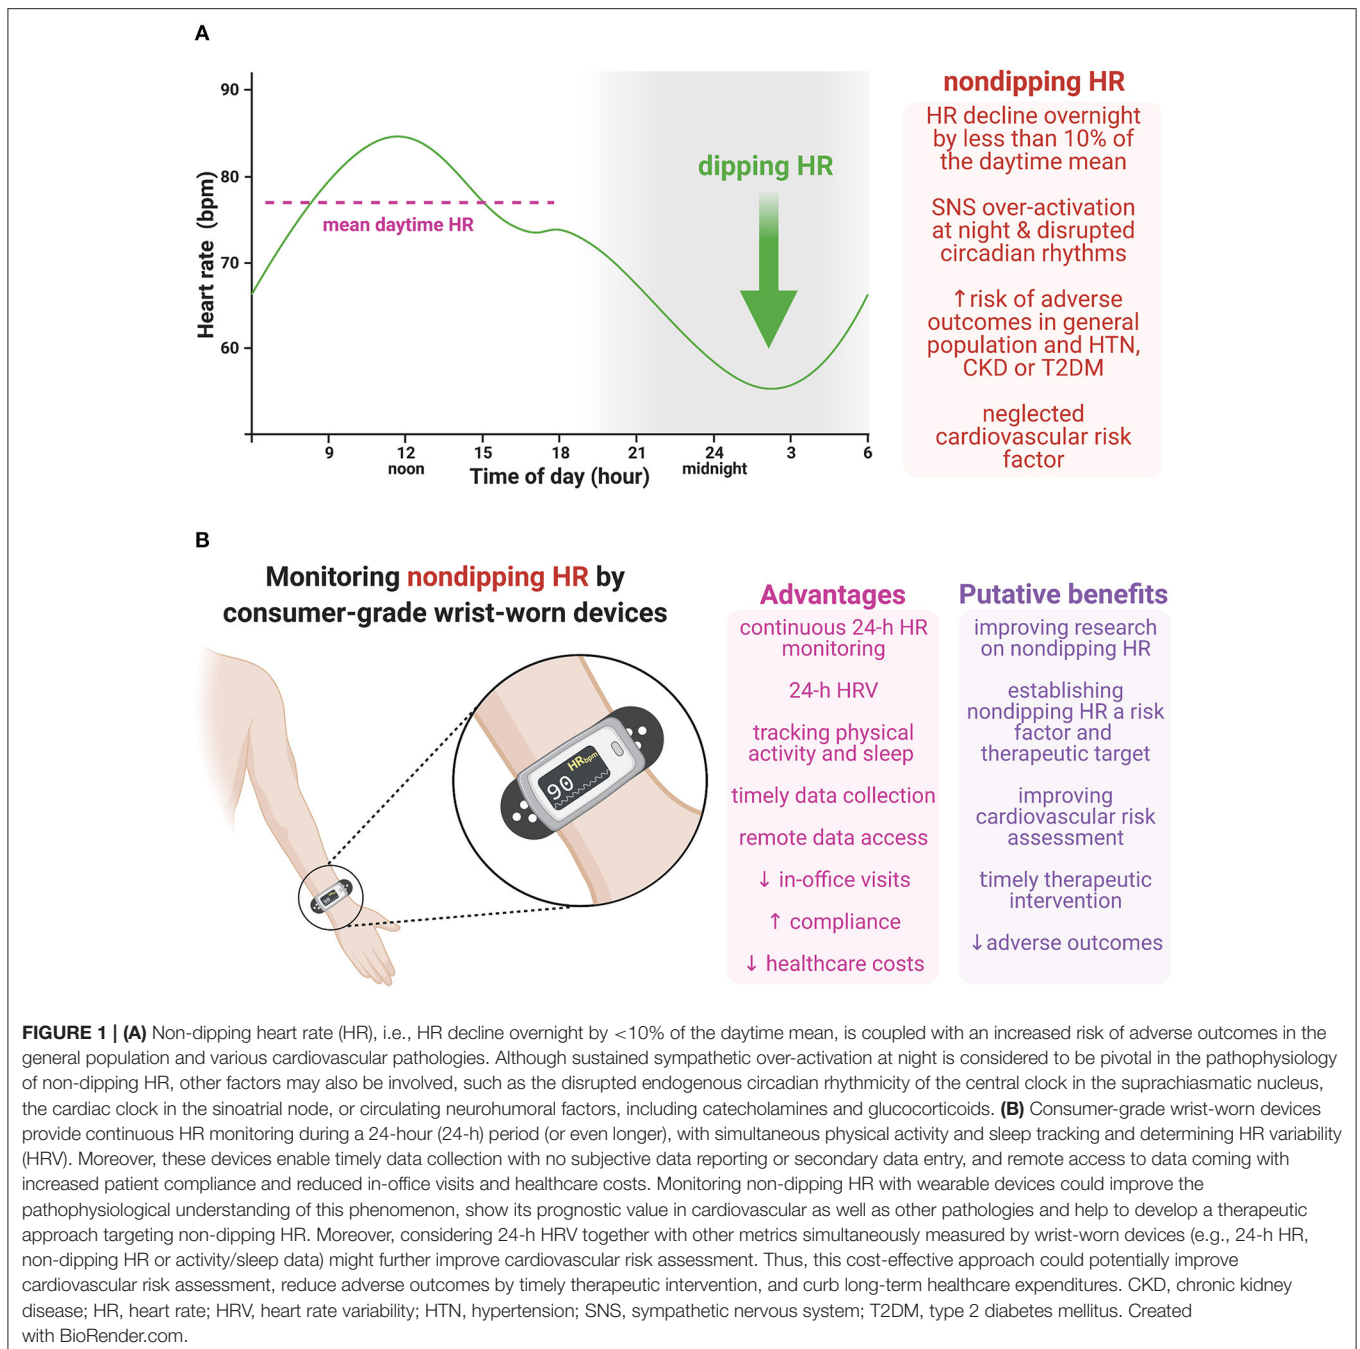 A
nondipping HR
HR decline overnight
by less than 10% of
the daytime mean
SNS over-activation
at night & disrupted
circadian rhythms
↑risk of adverse
outcomes in general
population and HTN,
CKD or T2DM
neglected
cardiovascular risk
factor
90
80
70
60
Heart rate (bpm)
mean daytime HR
dipping HR
9 12 15 18 21 24 3 6
noon midnight
Time of day (hour)
B
Monitoring nondipping HR by
consumer-grade wrist-worn devices
90 HRbpm
Advantages
continuous 24-h HR
monitoring
24-h HRV
tracking physical
activity and sleep
timely data collection
remote data access
↓ in-office visits
↑ compliance
↓ healthcare costs
Putative benefits
improving research
on nondipping HR
establishing
nondipping HR a risk
factor and
therapeutic target
improving
cardiovascular risk
assessment
timely therapeutic
intervention
↓adverse outcomes
FIGURE 1 | (A) Non-dipping heart rate (HR), i.e., HR decline overnight by <10% of the daytime mean, is coupled with an increased risk of adverse outcomes in the
general population and various cardiovascular pathologies. Although sustained sympathetic over-activation at night is considered to be pivotal in the pathophysiology
of non-dipping HR, other factors may also be involved, such as the disrupted endogenous circadian rhythmicity of the central clock in the suprachiasmatic nucleus,
the cardiac clock in the sinoatrial node, or circulating neurohumoral factors, including catecholamines and glucocorticoids. (B) Consumer-grade wrist-worn devices
provide continuous HR monitoring during a 24-hour (24-h) period (or even longer), with simultaneous physical activity and sleep tracking and determining HR variability
(HRV). Moreover, these devices enable timely data collection with no subjective data reporting or secondary data entry, and remote access to data coming with
increased patient compliance and reduced in-office visits and healthcare costs. Monitoring non-dipping HR with wearable devices could improve the
pathophysiological understanding of this phenomenon, show its prognostic value in cardiovascular as well as other pathologies and help to develop a therapeutic
approach targeting non-dipping HR. Moreover, considering 24-h HRV together with other metrics simultaneously measured by wrist-worn devices (e.g., 24-h HR,
non-dipping HR or activity/sleep data) might further improve cardiovascular risk assessment. Thus, this cost-effective approach could potentially improve
cardiovascular risk assessment, reduce adverse outcomes by timely therapeutic intervention, and curb long-term healthcare expenditures. CKD, chronic kidney
disease; HR, heart rate; HRV, heart rate variability; HTN, hypertension; SNS, sympathetic nervous system; T2DM, type 2 diabetes mellitus. Created
with BioRender.com.